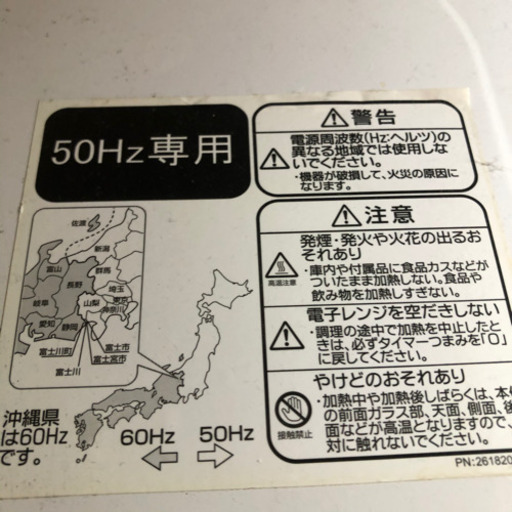 50Hz専用
警告
電源周波数(Hz:ヘルツ)の
異なる地域では使用しな
いでください。
・機器が破損して、火災の原因に
なります。
注意
発煙・発火や火花の出るお
それあり
高温注意
・庫内や付属品に食品カスなどが
ついたまま加熱しない。食品や
飲み物を加熱しすぎない。
電子レンジを空だきしない
・調理の途中で加熱を中止したと
きは、必ずタイマーつまみを「0」
に戻してください。
やけどのおそれあり
接触禁止
・加熱中や加熱後しばらくは、本体
の前面ガラス部、天面、側面、後
面などが高温となりますので、
対に触れないでください。
佐渡
新潟
富山
長野
群馬
岐阜
埼玉
山梨
東京
神奈川
愛知
静岡
富士川町
富士市
富士宮市
富士川
沖縄県
は60Hz
です。
60Hz
50Hz
PN:261820